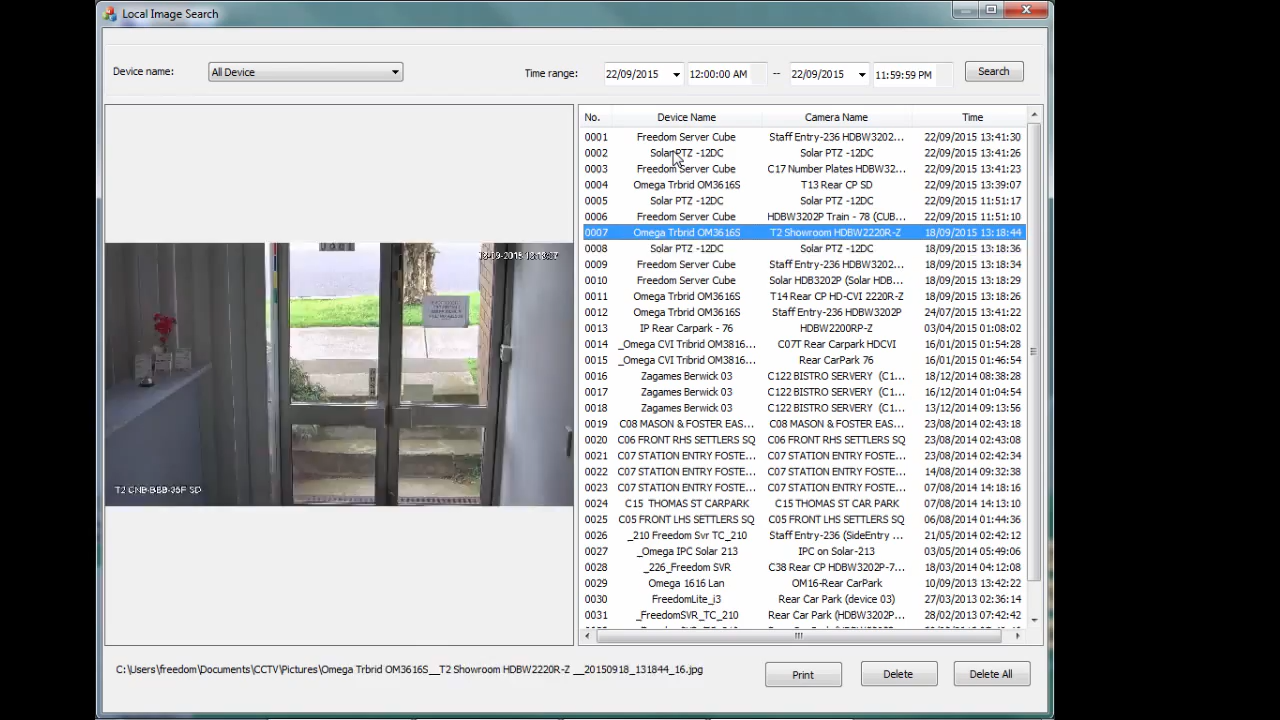 Local Image Search
Device name: All Device Time range: 22/09/2015 12:00:00 AM -- 22/09/2015 11:59:59 PM Search
No. Device Name Camera Name Time
0001 Freedom Server Cube Staff Entry-236 HDBW3202... 22/09/2015 13:41:30
0002 Solar PTZ -12DC Solar PTZ -12DC 22/09/2015 13:41:26
0003 Freedom Server Cube C17 Number Plates HDBW32... 22/09/2015 13:41:23
0004 Omega Trbrid OM3616S T13 Rear CP SD 22/09/2015 13:39:07
0005 Solar PTZ -12DC Solar PTZ -12DC 22/09/2015 11:51:17
0006 Freedom Server Cube HDBW3202P Train - 78 (CUB... 22/09/2015 11:51:10
0007 Omega Trbrid OM3616S T2 Showroom HDBW2220R-Z 18/09/2015 13:18:44
0008 Solar PTZ -12DC Solar PTZ -12DC 18/09/2015 13:18:36
0009 Freedom Server Cube Staff Entry-236 HDBW3202... 18/09/2015 13:18:34
0010 Freedom Server Cube Solar HDB3202P (Solar HDB... 18/09/2015 13:18:29
0011 Omega Trbrid OM3616S T14 Rear CP HD-CVI 2220R-Z 18/09/2015 13:18:26
0012 Omega Trbrid OM3616S Staff Entry-236 HDBW3202P 24/07/2015 13:41:22
0013 IP Rear Carpark - 76 HDBW2200RP-Z 03/04/2015 01:08:02
0014 _Omega CVI Tribrid OM3816... C07T Rear Carpark HDCVI 16/01/2015 01:54:28
0015 _Omega CVI Tribrid OM3816... Rear CarPark 76 16/01/2015 01:46:54
0016 Zagames Berwick 03 C122 BISTRO SERVERY (C1... 18/12/2014 08:38:28
0017 Zagames Berwick 03 C122 BISTRO SERVERY (C1... 16/12/2014 01:04:54
0018 Zagames Berwick 03 C122 BISTRO SERVERY (C1... 13/12/2014 09:13:56
0019 C08 MASON & FOSTER EAS... C08 MASON & FOSTER EAS... 23/08/2014 02:43:18
0020 C06 FRONT RHS SETTLERS SQ C06 FRONT RHS SETTLERS SQ 23/08/2014 02:43:08
0021 C07 STATION ENTRY FOSTE... C07 STATION ENTRY FOSTE... 23/08/2014 02:42:34
0022 C07 STATION ENTRY FOSTE... C07 STATION ENTRY FOSTE... 14/08/2014 09:32:38
0023 C07 STATION ENTRY FOSTE... C07 STATION ENTRY FOSTE... 07/08/2014 14:18:16
0024 C15 THOMAS ST CARPARK C15 THOMAS ST CAR PARK 07/08/2014 14:13:10
0025 C05 FRONT LHS SETTLERS SQ C05 FRONT LHS SETTLERS SQ 06/08/2014 01:44:36
0026 _210 Freedom Svr TC_210 Staff Entry-236 (SideEntry ... 21/05/2014 02:42:12
0027 _Omega IPC Solar 213 IPC on Solar-213 03/05/2014 05:49:06
0028 _226_Freedom SVR C38 Rear CP HDBW3202P-7... 18/03/2014 04:12:08
0029 Omega 1616 Lan OM16-Rear CarPark 10/09/2013 13:42:22
0030 FreedomLite_i3 Rear Car Park (device 03) 27/03/2013 02:36:14
0031 _FreedomSVR_TC_210 Rear Car Park (HDBW3202P... 28/02/2013 07:42:42
C:\Users\freedom\Documents\CCTV\Pictures\Omega Trbrid OM3616S__T2 Showroom HDBW2220R-Z __20150918_131844_16.jpg
Print Delete Delete All